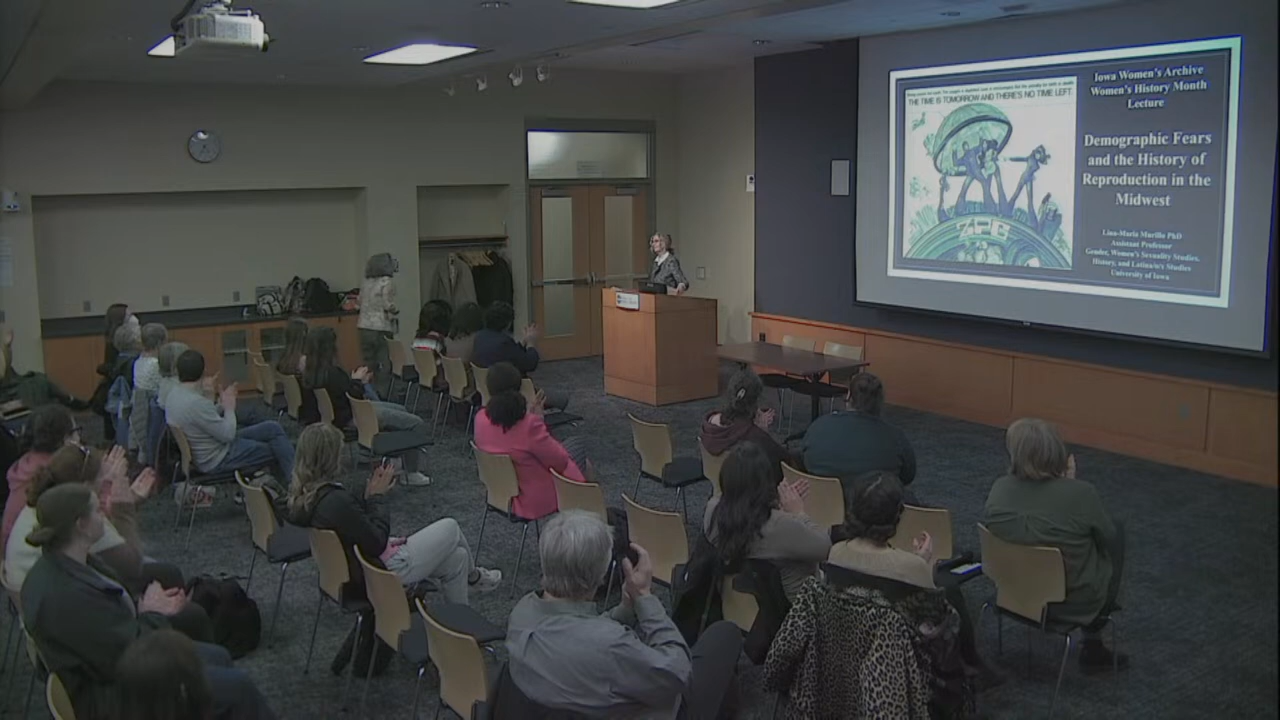 THE TIME IS TOMORROW AND THERE'S NO TIME LEFT.
ZPG
Iowa Women's Archive
Women's History Month
Lecture
Demographic Fears
and the History of
Reproduction in the
Midwest
Lina-Maria Murillo PhD
Assistant Professor
Gender, Women's Sexuality Studies,
History, and Latina/o/x Studies
University of Iowa